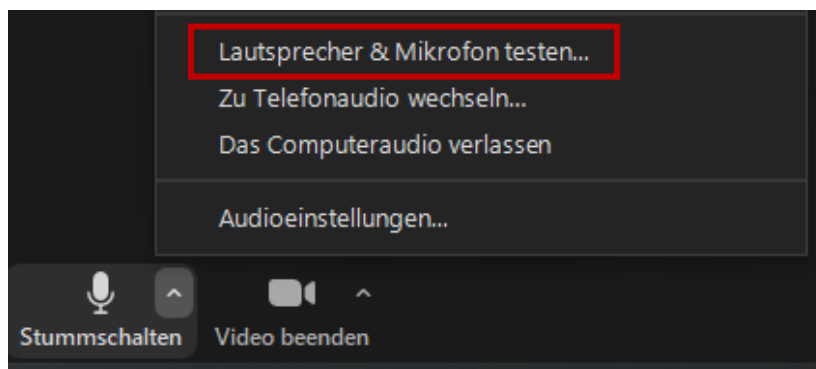 Lautsprecher & Mikrofon testen...
Zu Telefonaudio wechseln...
Das Computeraudio verlassen
Audioeinstellungen...
Stummschalten
Video beenden